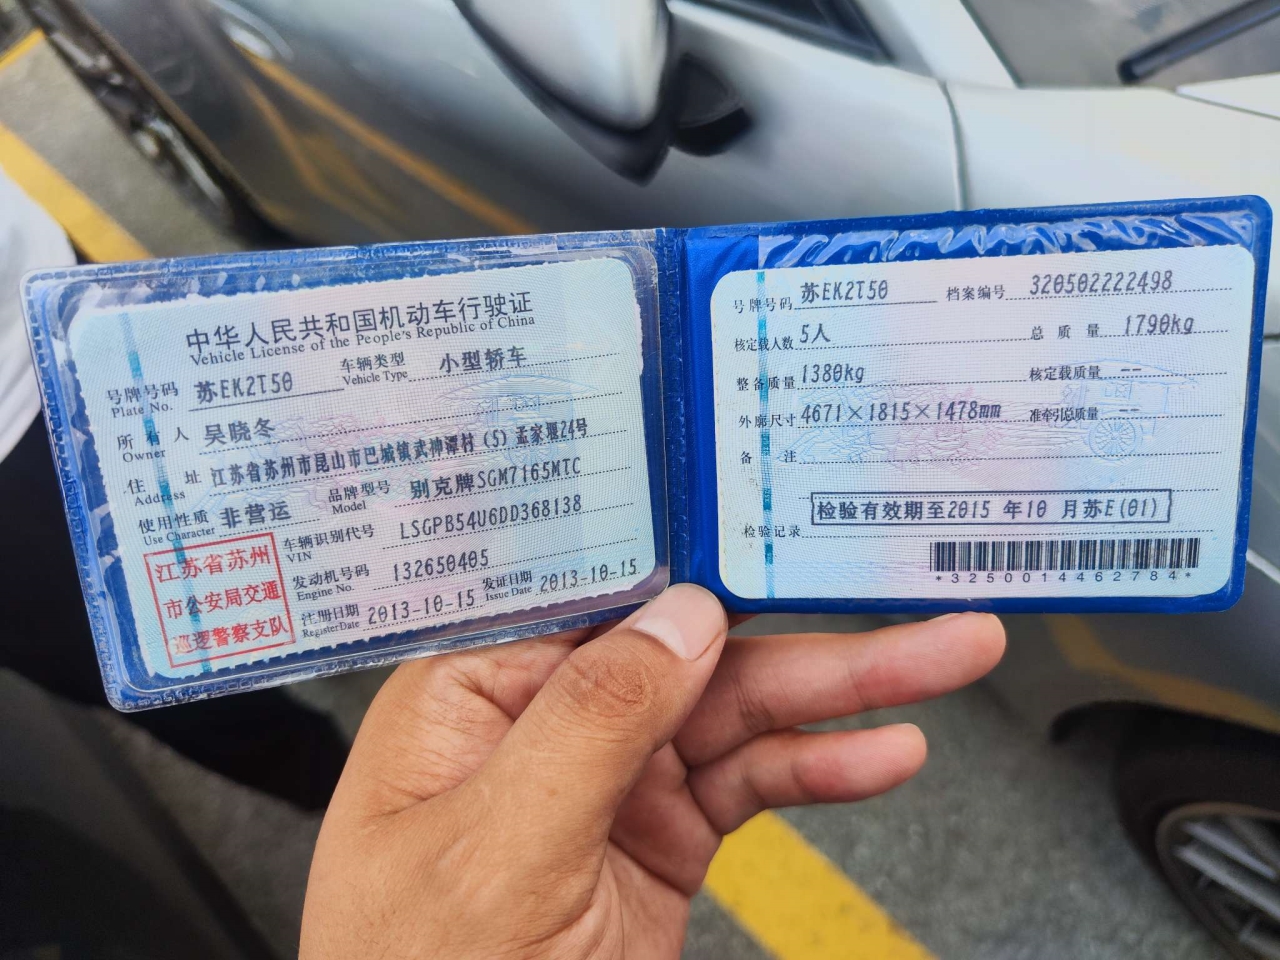 中华人民共和国机动车行驶证
Vehicle License of the People's Republic of China
号牌号码 苏EK2T50 车辆类型 小型轿车
Plate No. Vehicle Type
所有人 吴晓冬
Owner
住址 江苏省苏州市昆山市巴城镇武神潭村(5)孟家堰24号
Address
使用性质 非营运 品牌型号 别克牌SGM7165MTC
Use Character Model
车辆识别代号 LSGPB54U6DD368138
VIN
发动机号码 132650405
Engine No.
注册日期 2013-10-15 发证日期 2013-10-15
Register Date Issue Date
江苏省苏州
市公安局交通
巡逻警察支队
号牌号码 苏EK2T50 档案编号 320502222498
核定载人数 5人 总质量 1790kg
整备质量 1380kg 核定载质量 --
外廓尺寸 4671×1815×1478mm 准牵引总质量 --
备注
检验有效期至2015年10月苏E(01)
检验记录
*3250014462784*